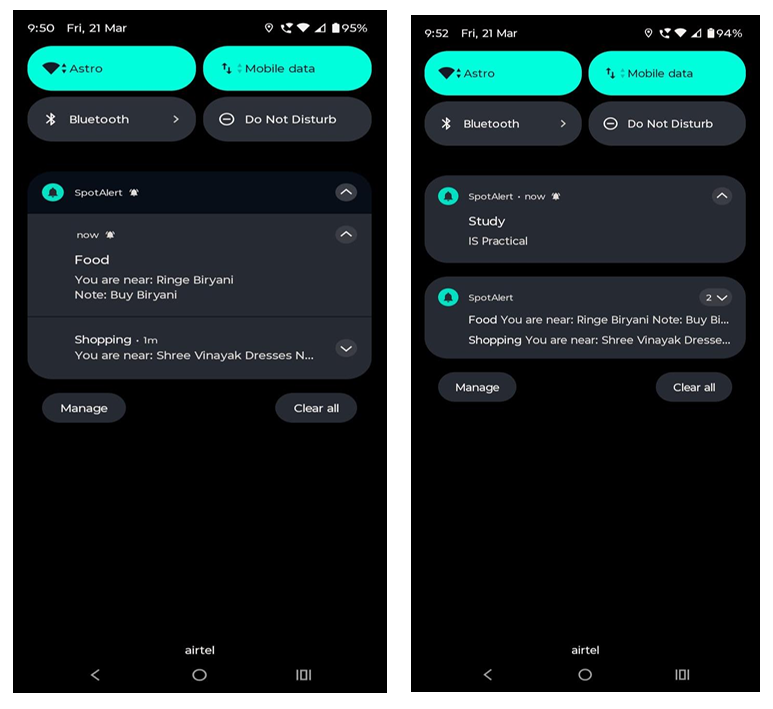 9:50 Fri, 21 Mar 95%
Astro
Mobile data
Bluetooth
Do Not Disturb
SpotAlert
now
Food
You are near: Ringe Biryani
Note: Buy Biryani
Shopping • 1m
You are near: Shree Vinayak Dresses N...
Manage
Clear all
airtel
9:52 Fri, 21 Mar 94%
Astro
Mobile data
Bluetooth
Do Not Disturb
SpotAlert • now
Study
IS Practical
SpotAlert
2
Food You are near: Ringe Biryani Note: Buy Bi...
Shopping You are near: Shree Vinayak Dresse...
Manage
Clear all
airtel